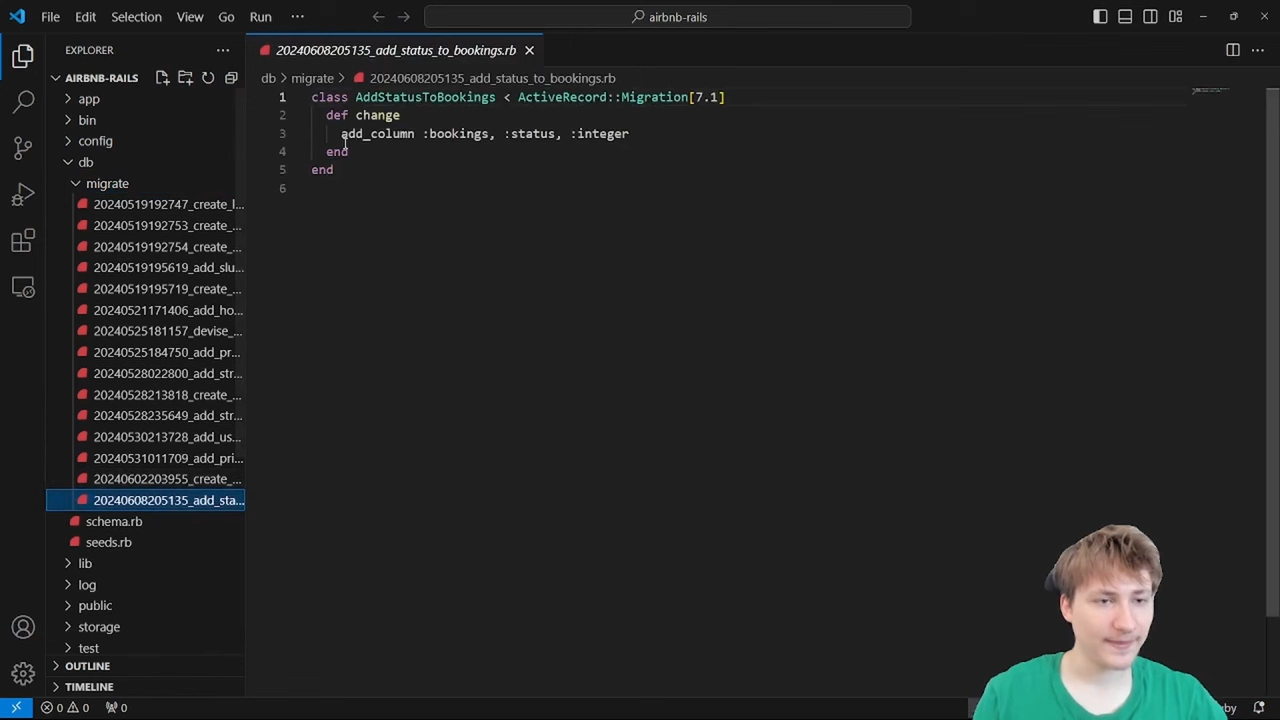 File Edit Selection View Go Run ··· airbnb-rails
EXPLORER ···
20240608205135_add_status_to_bookings.rb
AIRBNB-RAILS
db > migrate > 20240608205135_add_status_to_bookings.rb
app
bin
config
db
migrate
20240519192747_create_l...
20240519192753_create_...
20240519192754_create_...
20240519195619_add_slu...
20240519195719_create_...
20240521171406_add_ho...
20240525181157_devise_...
20240525184750_add_pr...
20240528022800_add_str...
20240528213818_create_...
20240528235649_add_str...
20240530213728_add_us...
20240531011709_add_pri...
20240602203955_create_...
20240608205135_add_sta...
schema.rb
seeds.rb
lib
log
public
storage
test
OUTLINE
TIMELINE
1 class AddStatusToBookings < ActiveRecord::Migration[7.1]
2 def change
3 add_column :bookings, :status, :integer
4 end
5 end
6
0 0 0